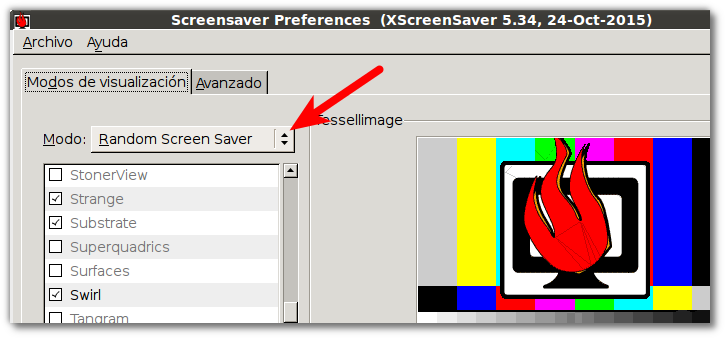 Screensaver Preferences  (XScreenSaver 5.34, 24-Oct-2015)
Archivo Ayuda
Modos de visualización Avanzado
Tessellimage
Modo: Random Screen Saver
StonerView
Strange
Substrate
Superquadrics
Surfaces
Swirl
Tangram